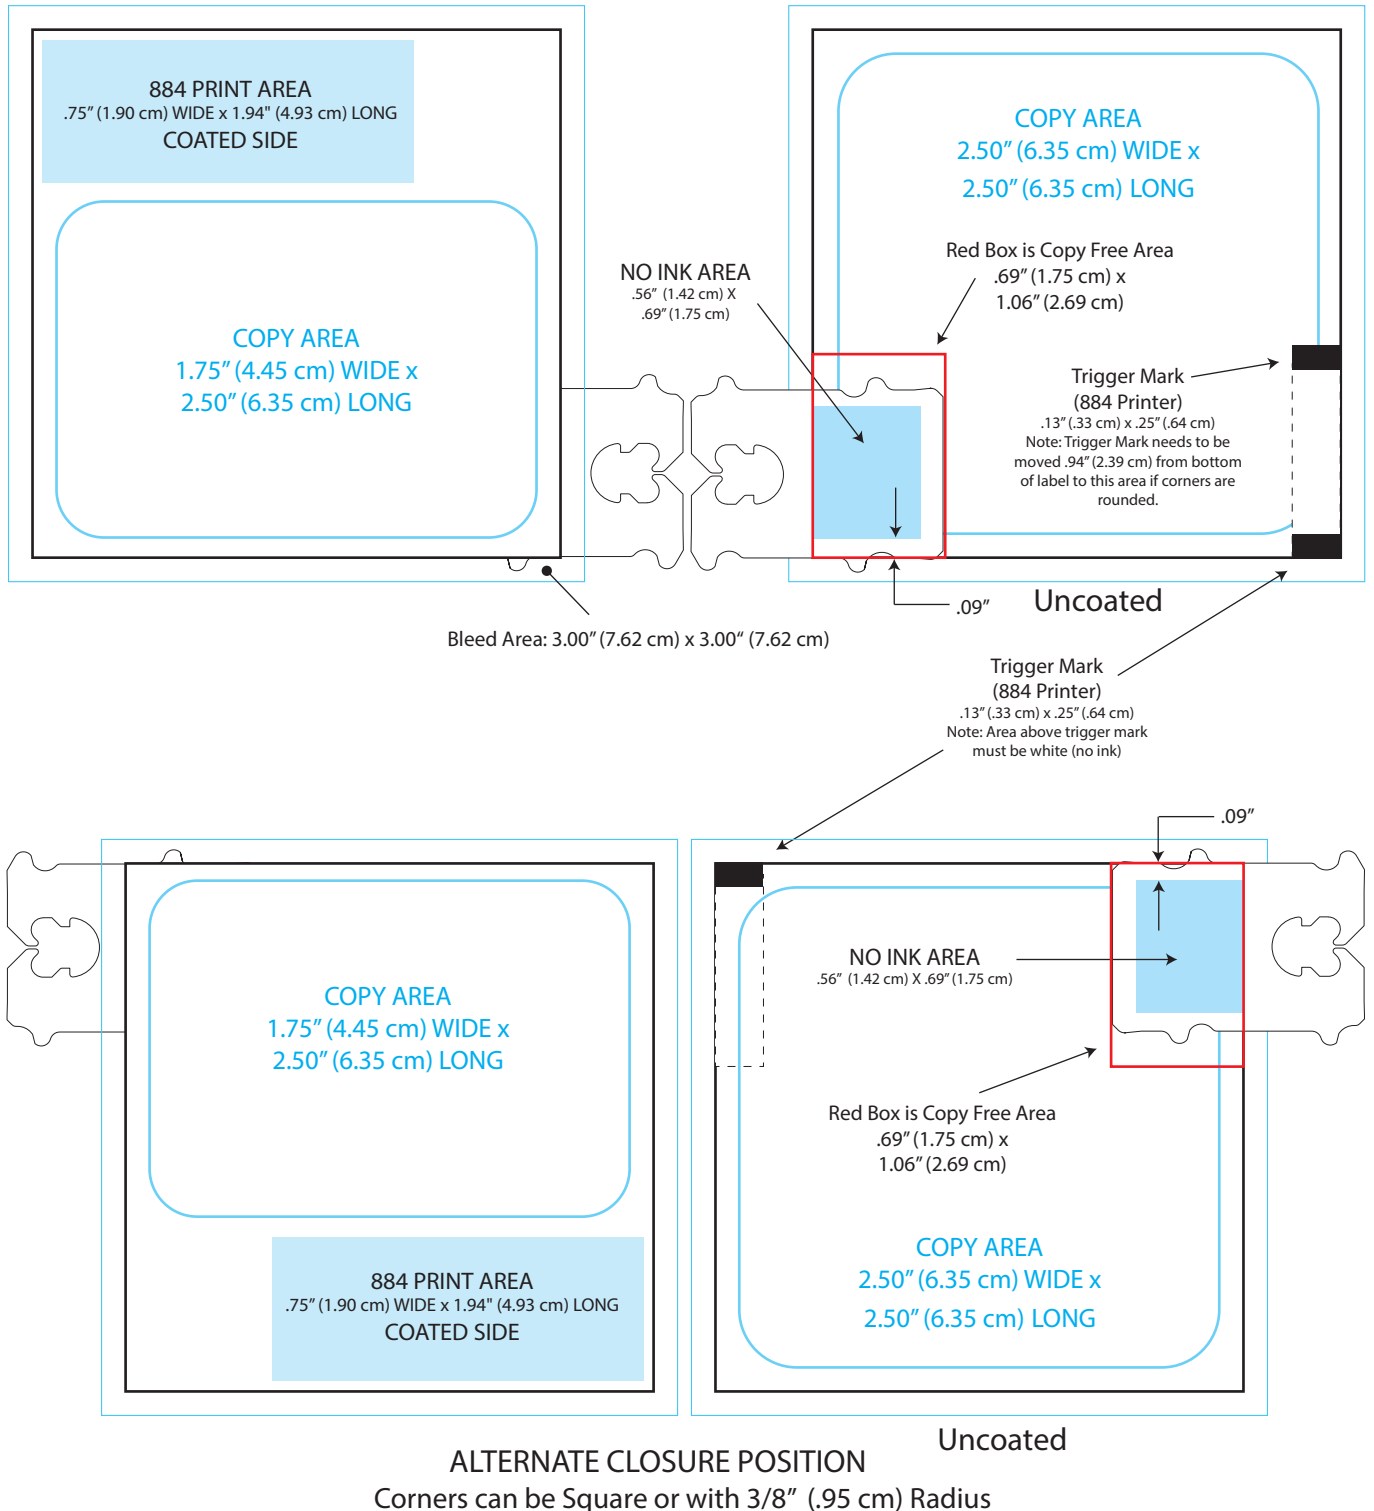 884 PRINT AREA
.75” (1.90 cm) WIDE x 1.94" (4.93 cm) LONG
COATED SIDE
COPY AREA
1.75” (4.45 cm) WIDE x
2.50” (6.35 cm) LONG
COPY AREA
2.50” (6.35 cm) WIDE x
2.50” (6.35 cm) LONG
NO INK AREA
.56” (1.42 cm) X
.69” (1.75 cm)
Red Box is Copy Free Area
.69” (1.75 cm) x
1.06” (2.69 cm)
Trigger Mark
(884 Printer)
.13” (.33 cm) x .25” (.64 cm)
Note: Trigger Mark needs to be
moved .94” (2.39 cm) from bottom
of label to this area if corners are
rounded.
.09”
Uncoated
Bleed Area: 3.00” (7.62 cm) x 3.00“ (7.62 cm)
Trigger Mark
(884 Printer)
.13” (.33 cm) x .25” (.64 cm)
Note: Area above trigger mark
must be white (no ink)
.09”
COPY AREA
1.75” (4.45 cm) WIDE x
2.50” (6.35 cm) LONG
884 PRINT AREA
.75” (1.90 cm) WIDE x 1.94" (4.93 cm) LONG
COATED SIDE
NO INK AREA
.56” (1.42 cm) X .69” (1.75 cm)
Red Box is Copy Free Area
.69” (1.75 cm) x
1.06” (2.69 cm)
COPY AREA
2.50” (6.35 cm) WIDE x
2.50” (6.35 cm) LONG
Uncoated
ALTERNATE CLOSURE POSITION
Corners can be Square or with 3/8” (.95 cm) Radius